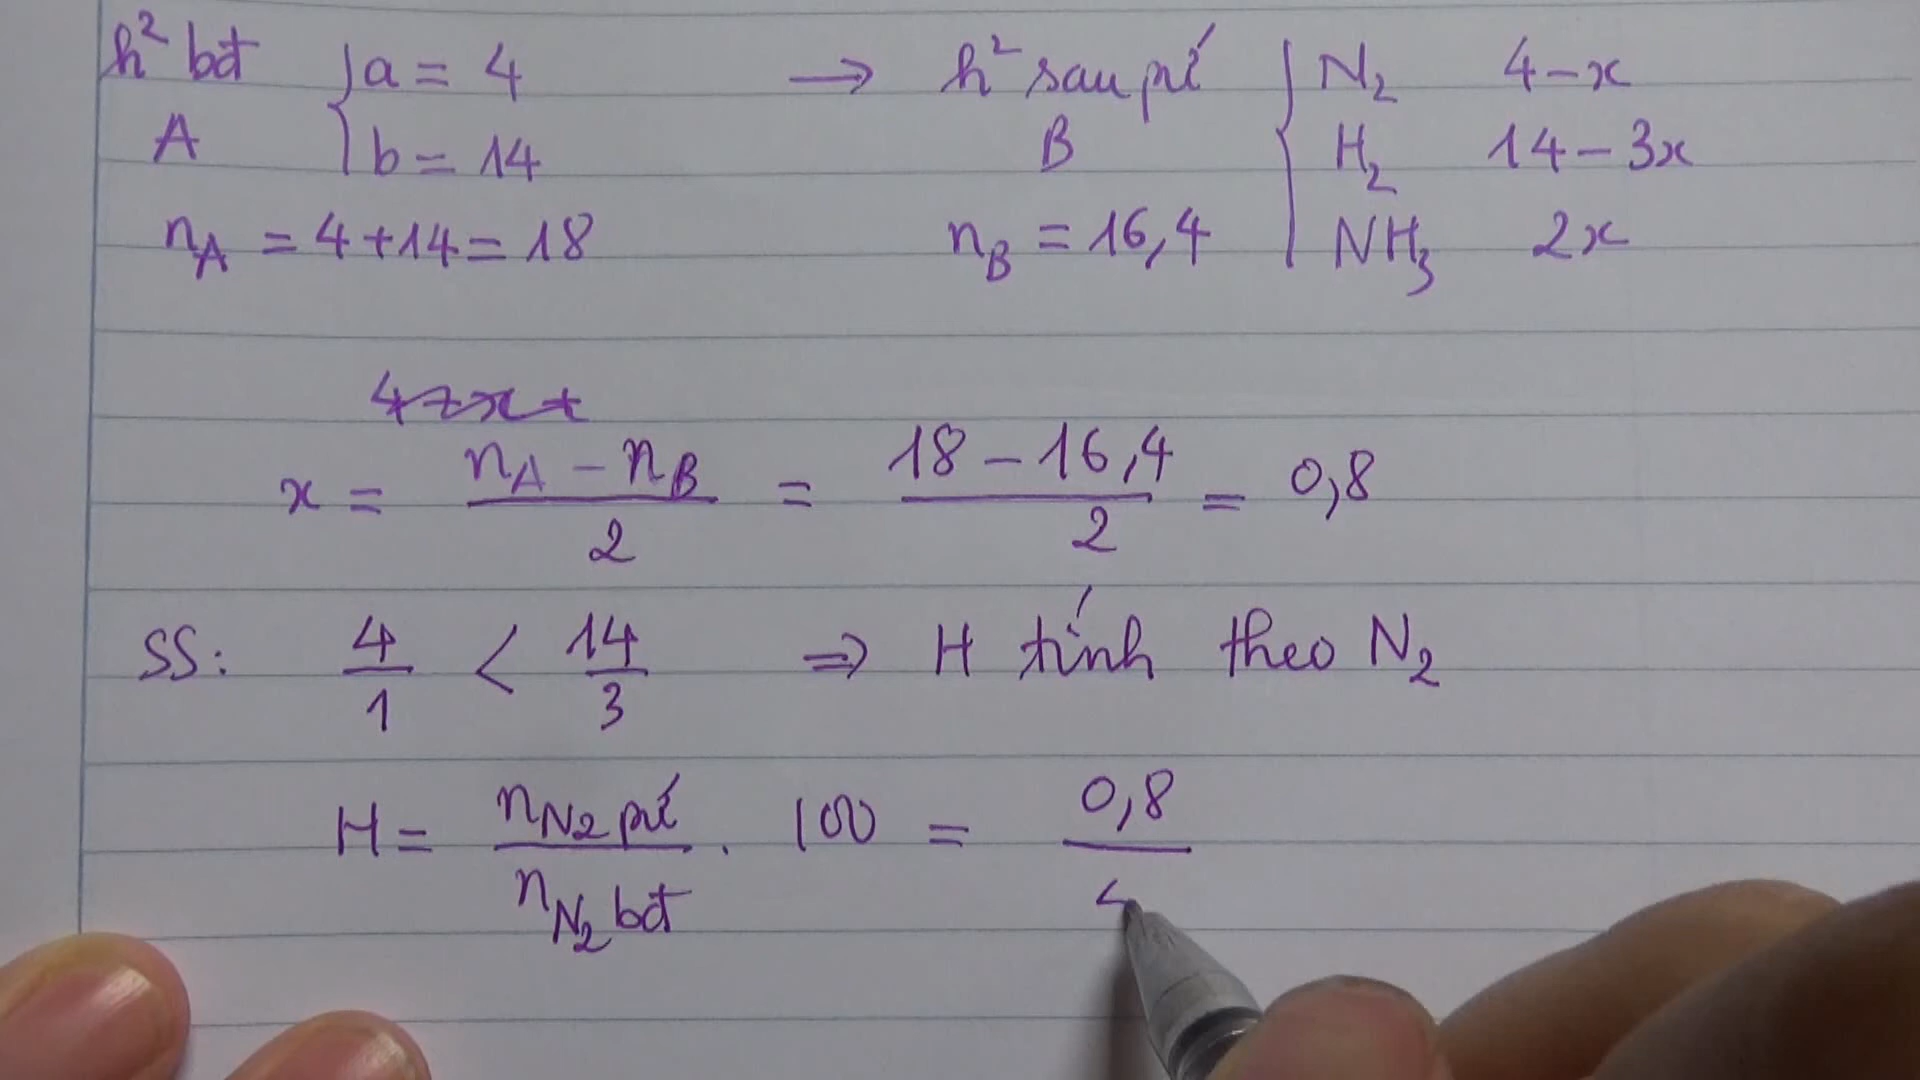 h² bđ { a = 4 → h² sau pứ { N₂ 4 - x
A b = 14 B H₂ 14 - 3x
n_A = 4 + 14 = 18 n_B = 16,4 NH₃ 2x
x = (n_A - n_B)/2 = (18 - 16,4)/2 = 0,8
SS: 4/1 < 14/3 ⇒ H tính theo N₂
H = (n_N₂ pứ)/(n_N₂ bđ) . 100 = 0,8/4